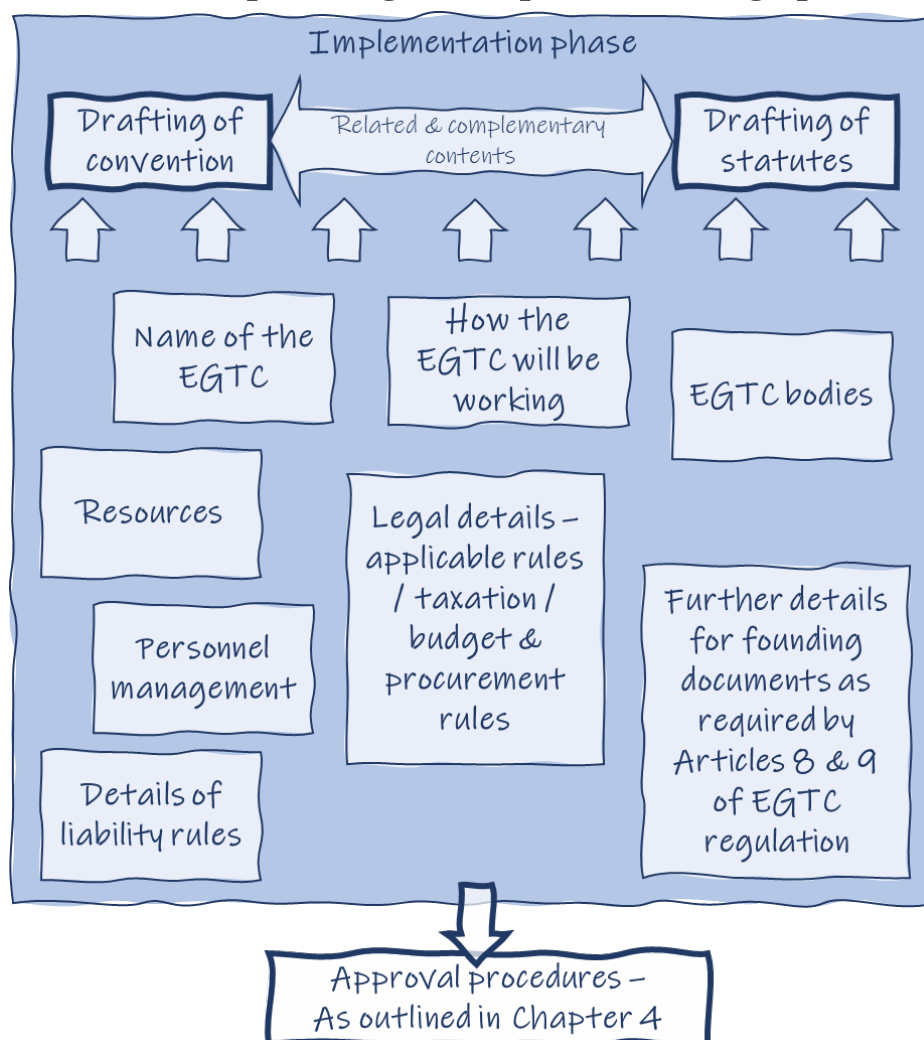 Implementation phase
Drafting of
convention
Related & complementary
contents
Drafting of
statutes
Name of the
EGTC
How the
EGTC will be
working
EGTC bodies
Resources
Legal details –
applicable rules
/ taxation /
budget &
procurement
rules
Further details
for founding
documents as
required by
Articles 8 & 9
of EGTC
regulation
Personnel
management
Details of
liability rules
Approval procedures –
As outlined in Chapter 4